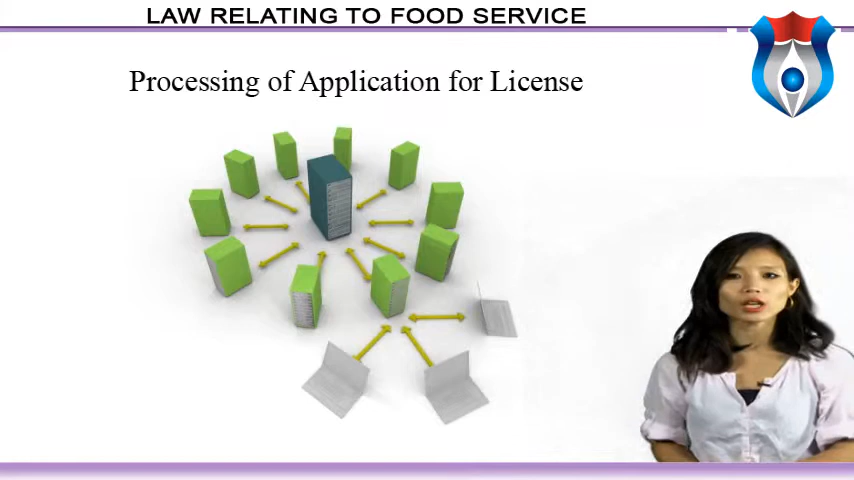 LAW RELATING TO FOOD SERVICE
Processing of Application for License